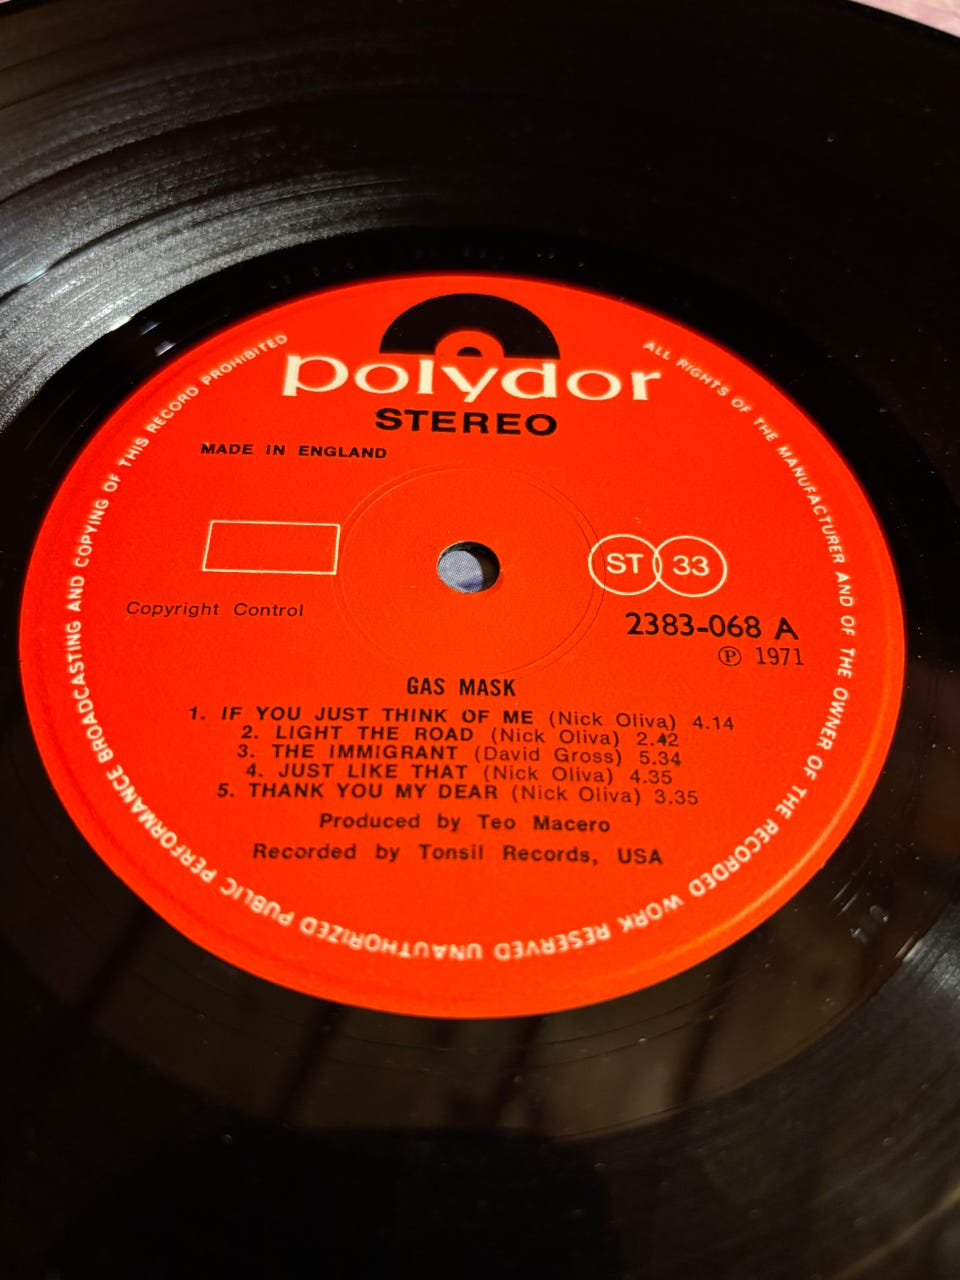 polydor
STEREO
MADE IN ENGLAND
ST 33
Copyright Control
2383-068 A
Ⓟ 1971
GAS MASK
1. IF YOU JUST THINK OF ME (Nick Oliva) 4.14
2. LIGHT THE ROAD (Nick Oliva) 2.42
3. THE IMMIGRANT (David Gross) 5.34
4. JUST LIKE THAT (Nick Oliva) 4.35
5. THANK YOU MY DEAR (Nick Oliva) 3.35
Produced by Teo Macero
Recorded by Tonsil Records, USA
ALL RIGHTS OF THE MANUFACTURER AND OF THE OWNER OF THE RECORDED WORK RESERVED UNAUTHORIZED PUBLIC PERFORMANCE BROADCASTING AND COPYING OF THIS RECORD PROHIBITED